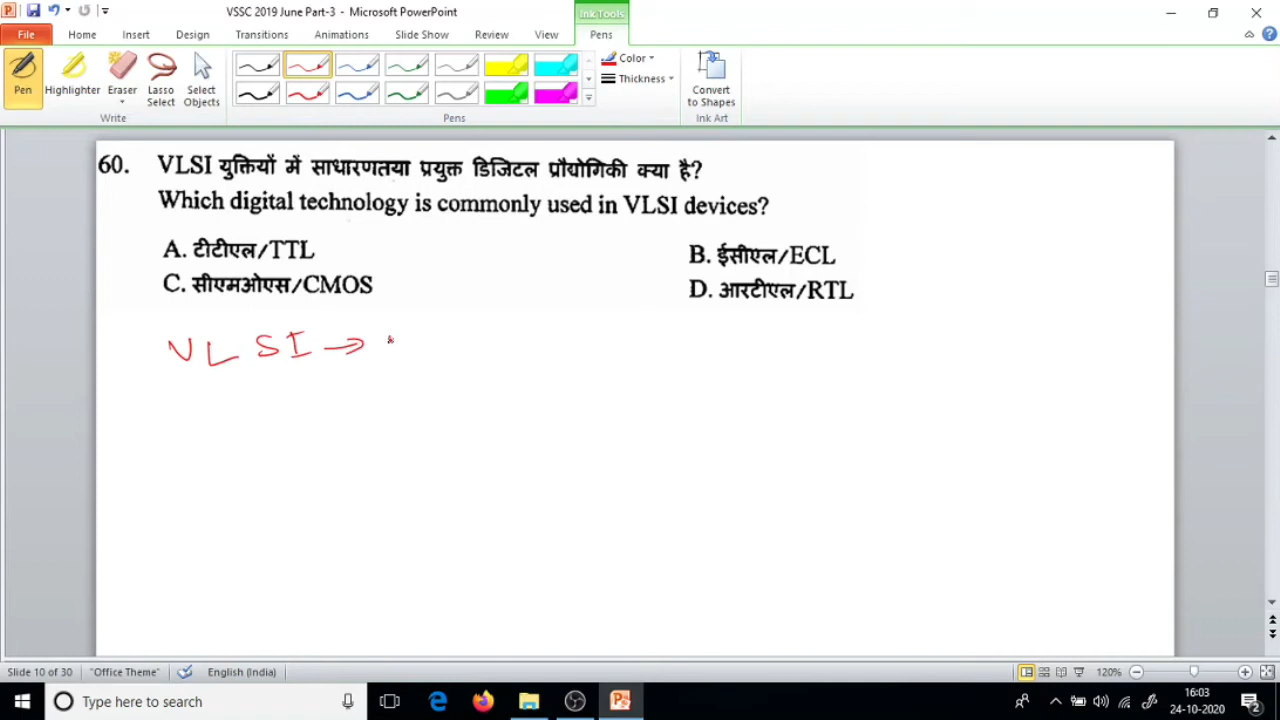 VSSC 2019 June Part-3 - Microsoft PowerPoint
Ink Tools
File Home Insert Design Transitions Animations Slide Show Review View Pens
Pen Highlighter Eraser Lasso Select Select Objects
Color
Thickness
Convert to Shapes
Write Pens Ink Art
60. VLSI युक्तियों में साधारणतया प्रयुक्त डिजिटल प्रौद्योगिकी क्या है?
Which digital technology is commonly used in VLSI devices?
A. टीटीएल/TTL B. ईसीएल/ECL
C. सीएमओएस/CMOS D. आरटीएल/RTL
VLSI →
Slide 10 of 30 "Office Theme" English (India) 120%
Type here to search 16:03
24-10-2020 2